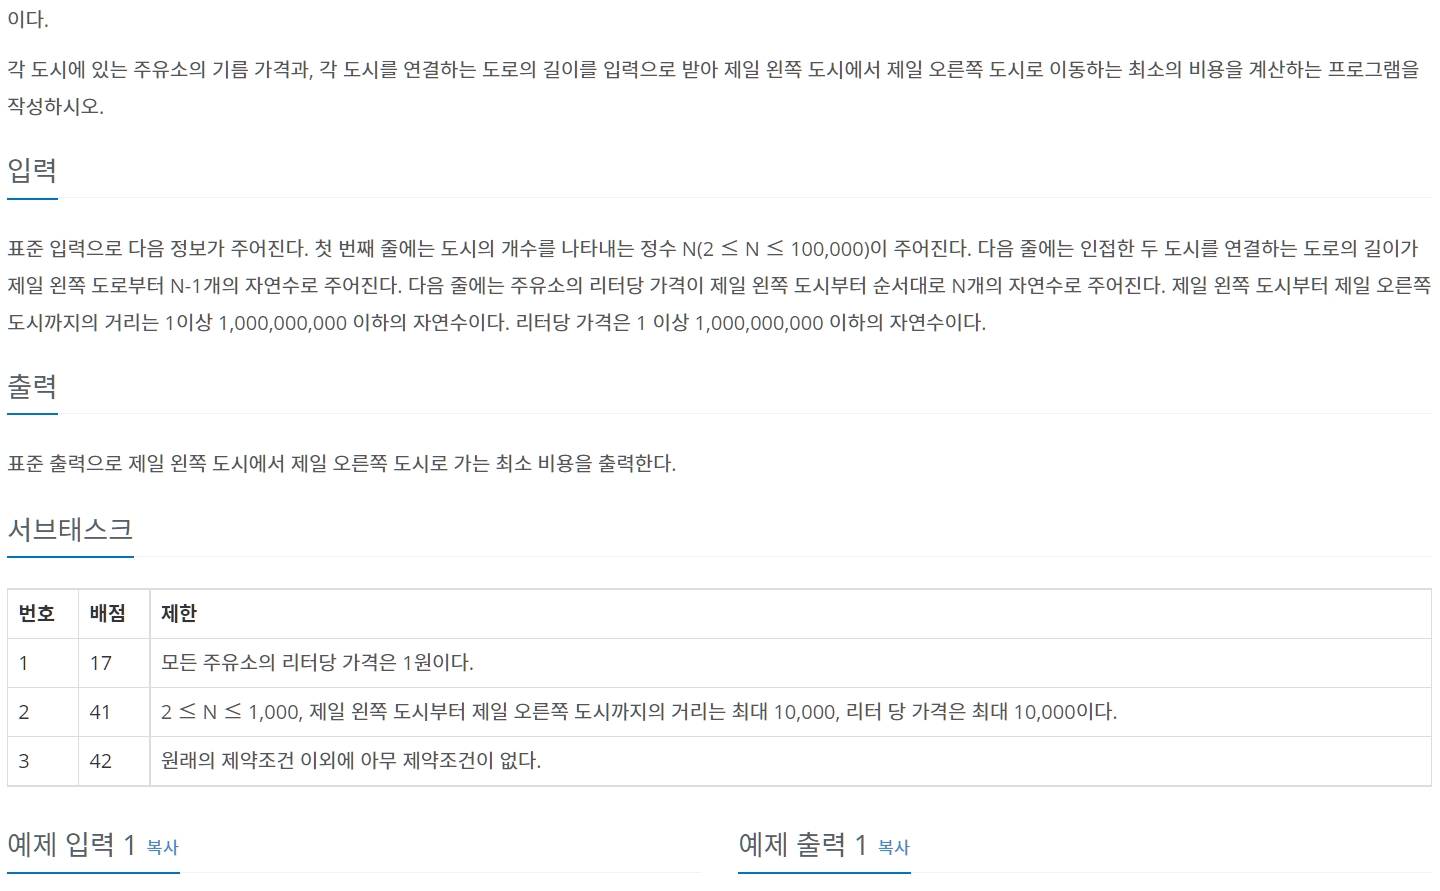 이다.
각 도시에 있는 주유소의 기름 가격과, 각 도시를 연결하는 도로의 길이를 입력으로 받아 제일 왼쪽 도시에서 제일 오른쪽 도시로 이동하는 최소의 비용을 계산하는 프로그램을
작성하시오.
입력
표준 입력으로 다음 정보가 주어진다. 첫 번째 줄에는 도시의 개수를 나타내는 정수 N(2 ≤ N ≤ 100,000)이 주어진다. 다음 줄에는 인접한 두 도시를 연결하는 도로의 길이가
제일 왼쪽 도로부터 N-1개의 자연수로 주어진다. 다음 줄에는 주유소의 리터당 가격이 제일 왼쪽 도시부터 순서대로 N개의 자연수로 주어진다. 제일 왼쪽 도시부터 제일 오른쪽
도시까지의 거리는 1이상 1,000,000,000 이하의 자연수이다. 리터당 가격은 1 이상 1,000,000,000 이하의 자연수이다.
출력
표준 출력으로 제일 왼쪽 도시에서 제일 오른쪽 도시로 가는 최소 비용을 출력한다.
서브태스크
번호 배점 제한
1 17 모든 주유소의 리터당 가격은 1원이다.
2 41 2 ≤ N ≤ 1,000, 제일 왼쪽 도시부터 제일 오른쪽 도시까지의 거리는 최대 10,000, 리터 당 가격은 최대 10,000이다.
3 42 원래의 제약조건 이외에 아무 제약조건이 없다.
예제 입력 1 복사
예제 출력 1 복사